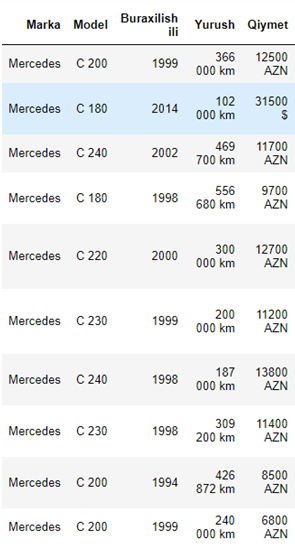 Marka Model Buraxilish ili Yurush Qiymet
Mercedes C 200 1999 366 000 km 12500 AZN
Mercedes C 180 2014 102 000 km 31500 $
Mercedes C 240 2002 469 700 km 11700 AZN
Mercedes C 180 1998 556 680 km 9700 AZN
Mercedes C 220 2000 300 000 km 12700 AZN
Mercedes C 230 1999 200 000 km 11200 AZN
Mercedes C 240 1998 187 000 km 13800 AZN
Mercedes C 230 1998 309 200 km 11400 AZN
Mercedes C 200 1994 426 872 km 8500 AZN
Mercedes C 200 1999 240 000 km 6800 AZN